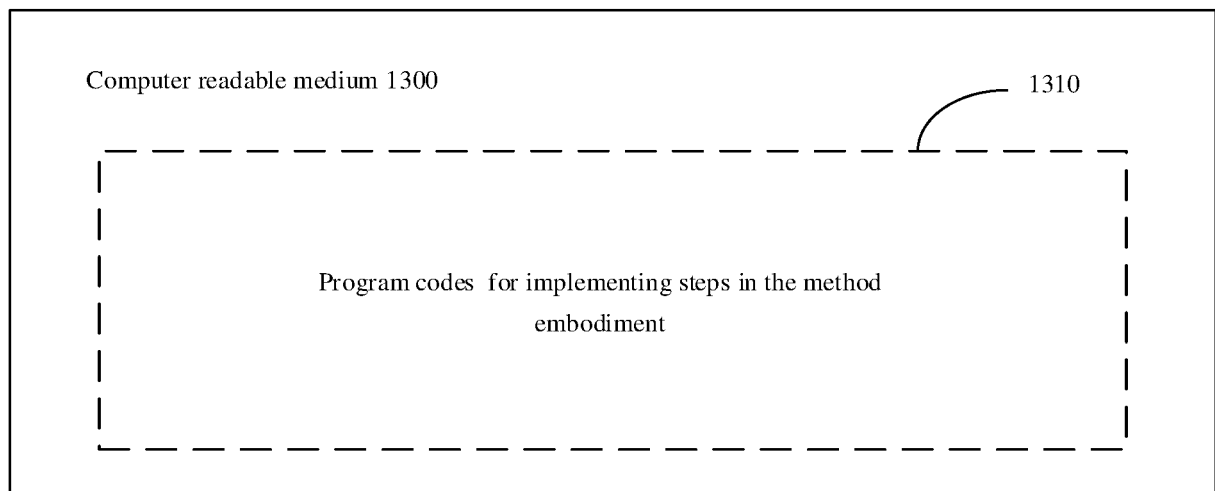 Computer readable medium 1300
1310
Program codes for implementing steps in the method
embodiment